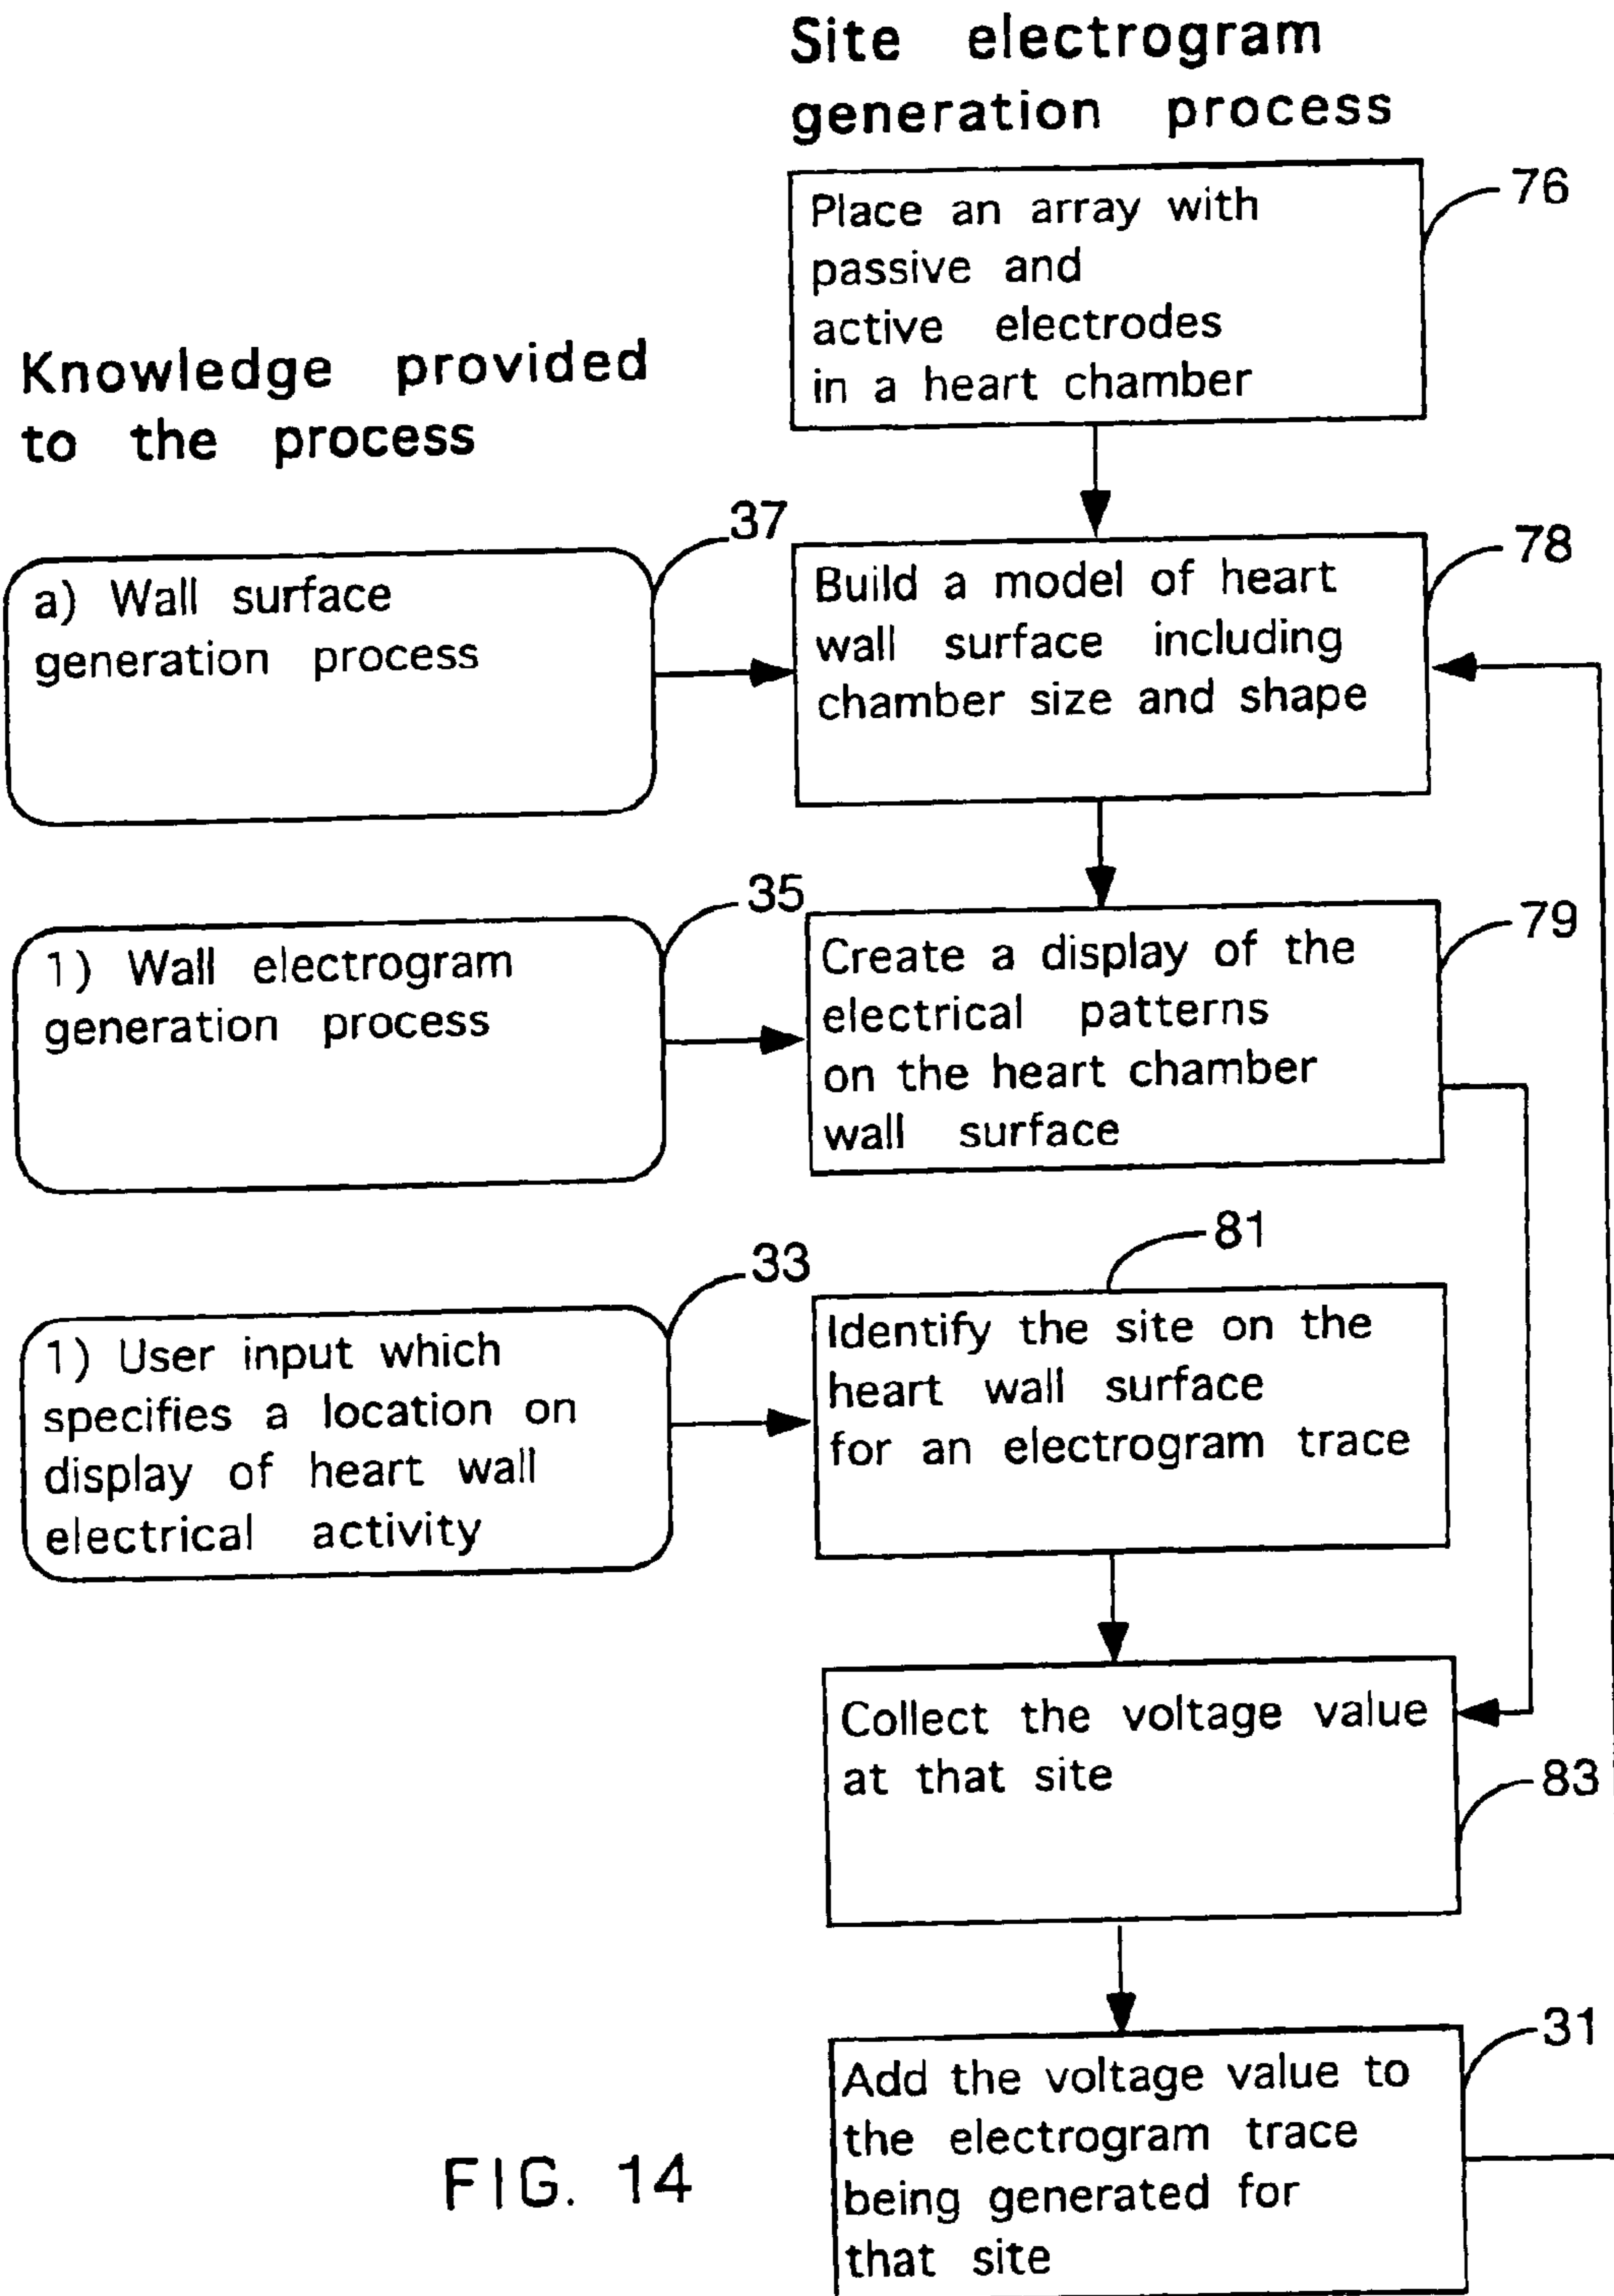 Site electrogram
generation process
Place an array with
passive and
active electrodes
in a heart chamber
76
Knowledge provided
to the process
37
a) Wall surface
generation process
Build a model of heart
wall surface including
chamber size and shape
78
35
1) Wall electrogram
generation process
Create a display of the
electrical patterns
on the heart chamber
wall surface
79
33
1) User input which
specifies a location on
display of heart wall
electrical activity
81
Identify the site on the
heart wall surface
for an electrogram trace
Collect the voltage value
at that site
83
31
Add the voltage value to
the electrogram trace
being generated for
that site
FIG. 14